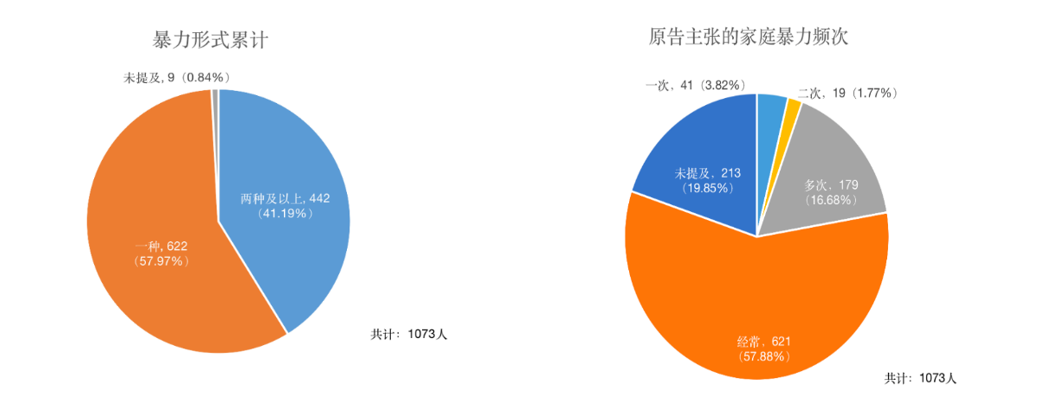 暴力形式累计
未提及, 9（0.84%）
两种及以上, 442
（41.19%）
一种, 622
（57.97%）
共计：1073人
原告主张的家庭暴力频次
一次，41（3.82%）
二次，19（1.77%）
未提及，213
（19.85%）
多次，179
（16.68%）
经常，621
（57.88%）
共计：1073人